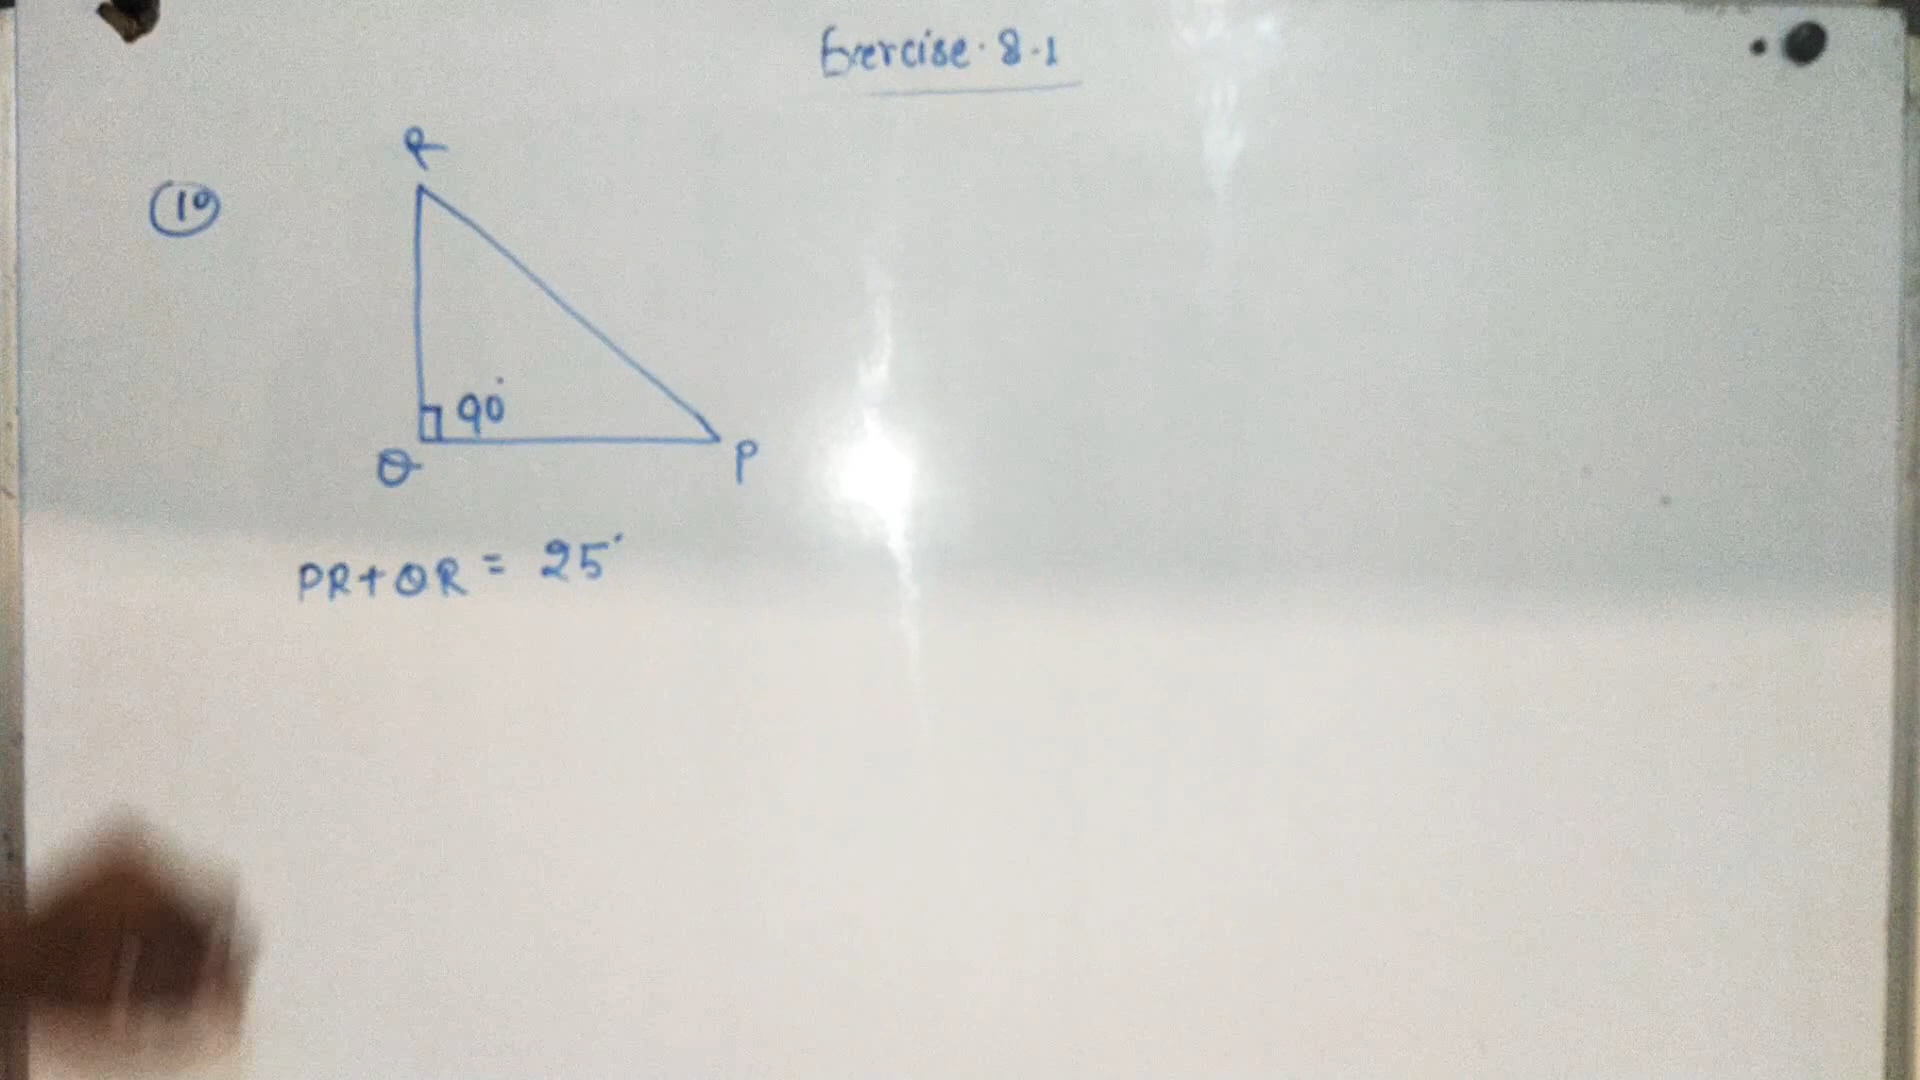 Exercise. 8.1
(10)
R
90°
Q
P
PR+QR = 25